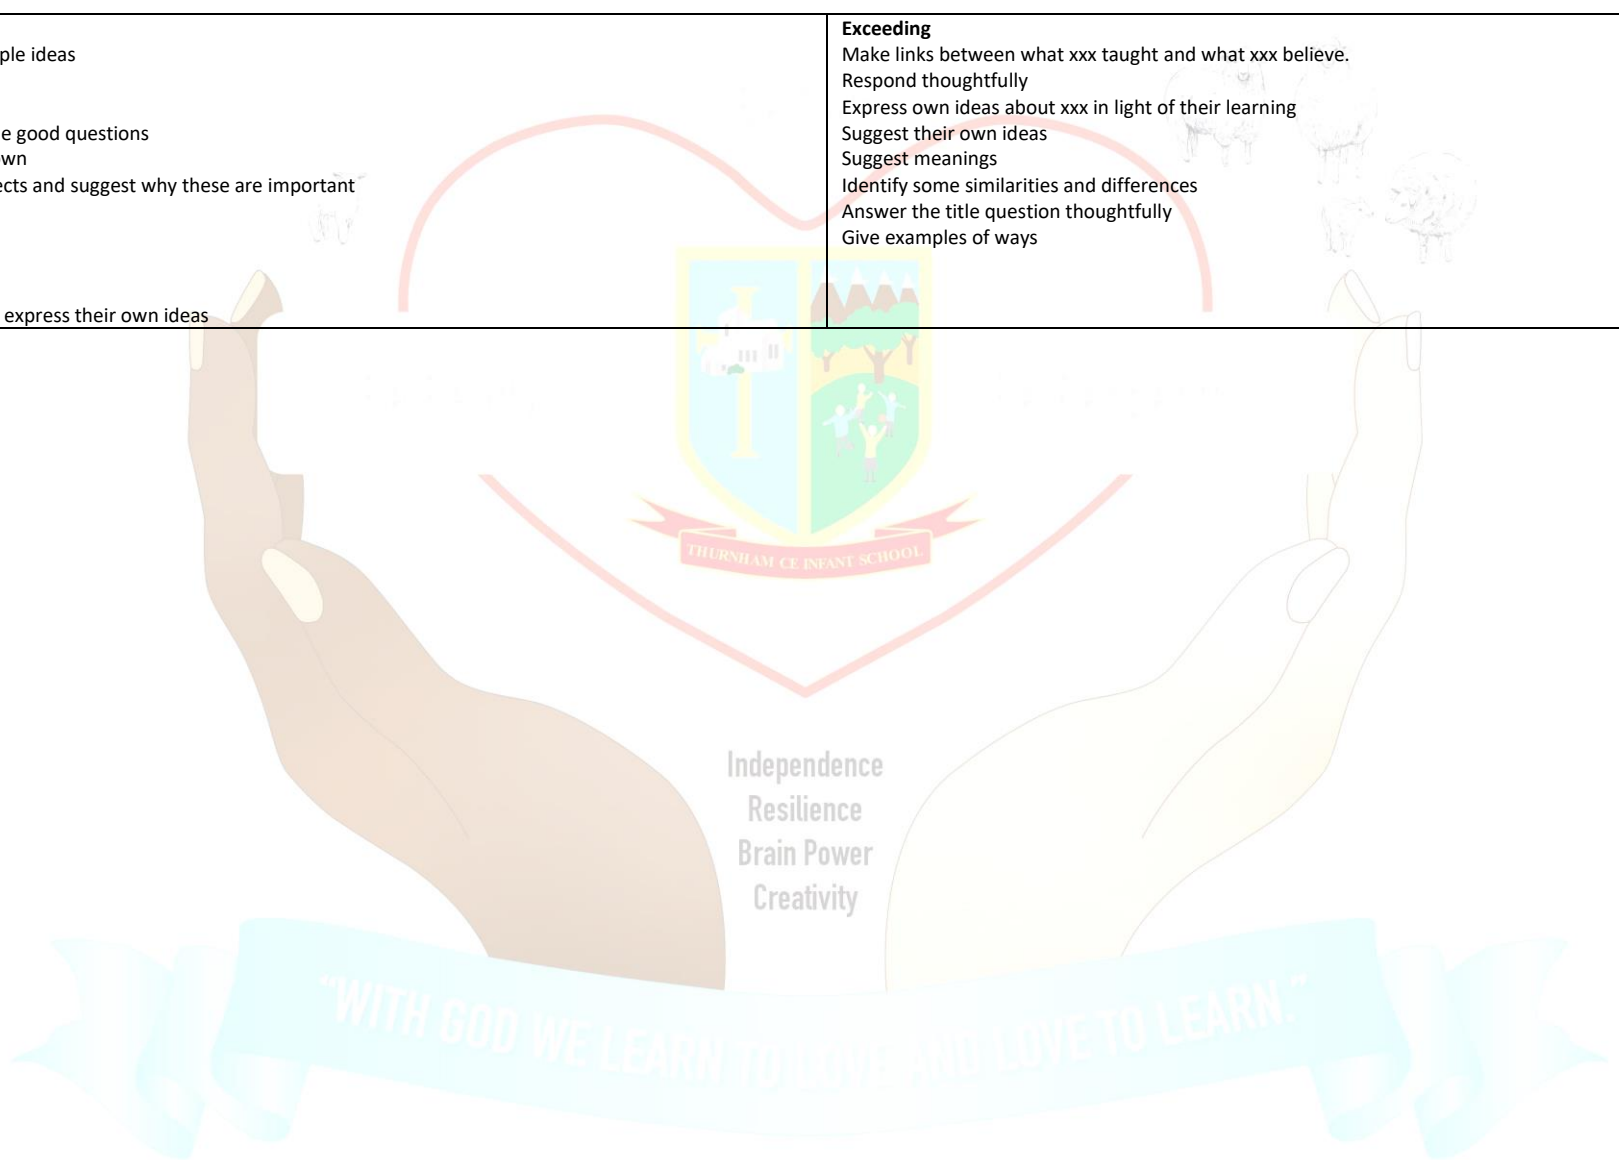 ple ideas
e good questions
own
ects and suggest why these are important
express their own ideas
Exceeding
Make links between what xxx taught and what xxx believe.
Respond thoughtfully
Express own ideas about xxx in light of their learning
Suggest their own ideas
Suggest meanings
Identify some similarities and differences
Answer the title question thoughtfully
Give examples of ways
THURNHAM CE INFANT SCHOOL
Independence
Resilience
Brain Power
Creativity
"WITH GOD WE LEARN TO LOVE AND LOVE TO LEARN."